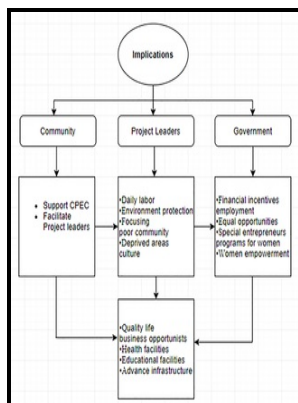 Implications
Community
Project Leaders
Government
• Support CPEC
• Facilitate
Project leaders
•Daily labor
•Environment protection
•Focusing
poor community
•Deprived areas
culture
•Financial incentives
employment
•Equal opportunities
•Special entrepreneurs
programs for women
•Women empowerment
•Quality life
business opportunists
•Health facilities
•Educational facilities
•Advance infrastructure